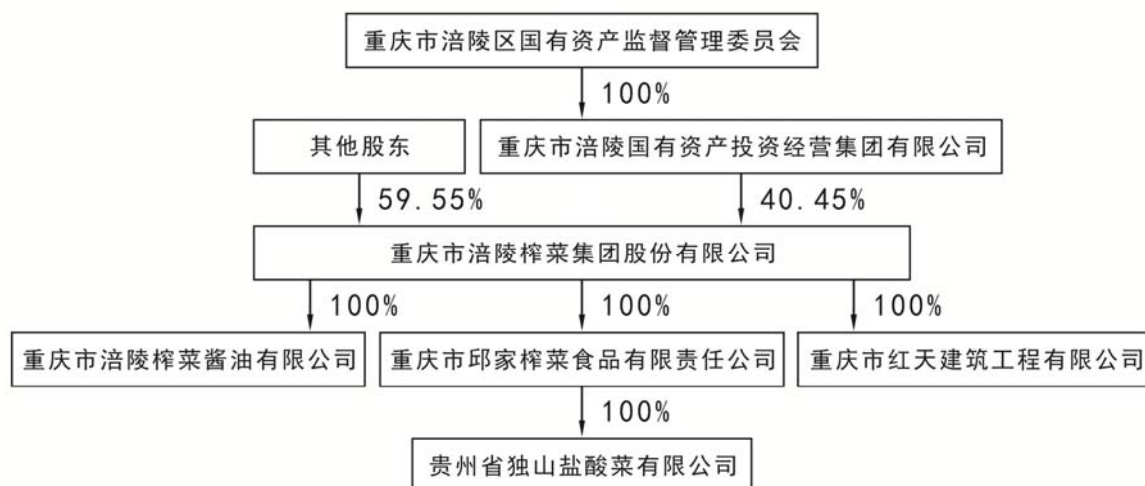 重庆市涪陵区国有资产监督管理委员会
100%
其他股东
重庆市涪陵国有资产投资经营集团有限公司
59.55%
40.45%
重庆市涪陵榨菜集团股份有限公司
100%
100%
100%
重庆市涪陵榨菜酱油有限公司
重庆市邱家榨菜食品有限责任公司
重庆市红天建筑工程有限公司
100%
贵州省独山盐酸菜有限公司